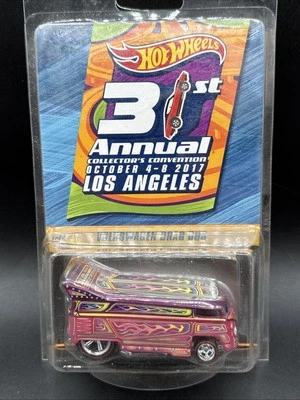 HOT WHEELS
31st
Annual
COLLECTOR'S CONVENTION
OCTOBER 4-8 2017
LOS ANGELES
VOLKSWAGEN DRAG BUS